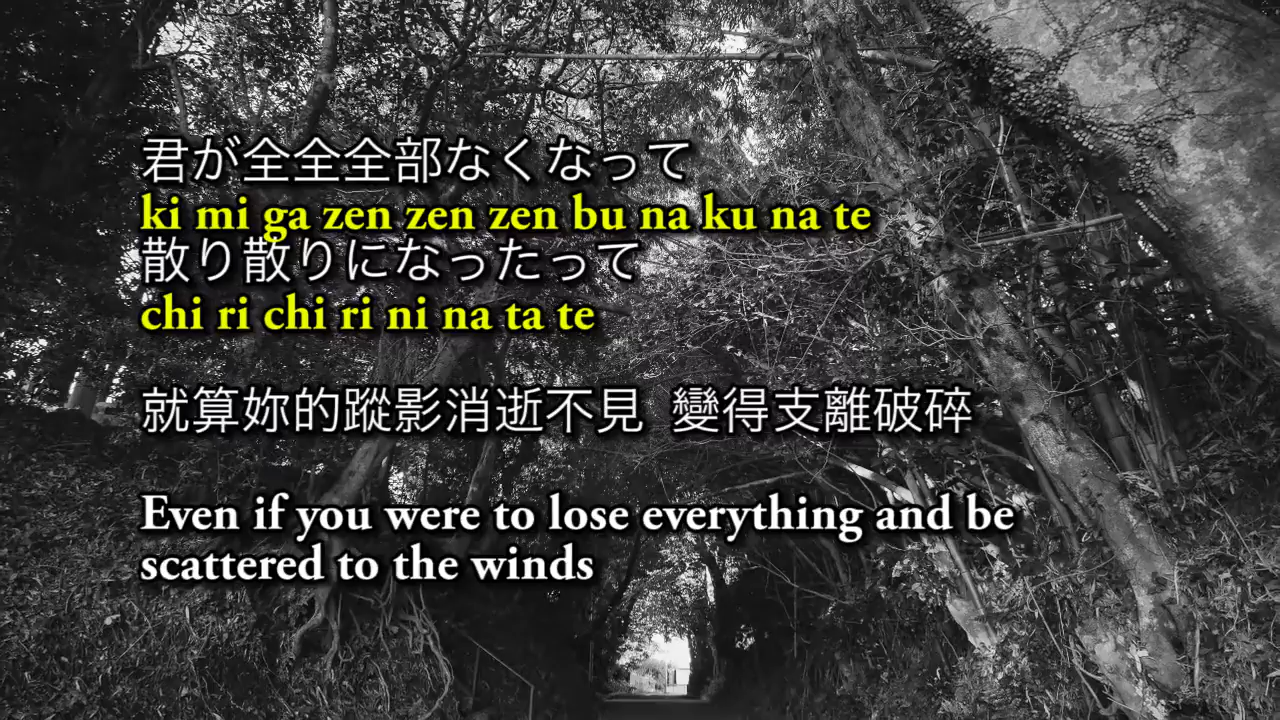 君が全全全部なくなって
ki mi ga zen zen zen bu na ku na te
散り散りになったって
chi ri chi ri ni na ta te
就算妳的蹤影消逝不見 變得支離破碎
Even if you were to lose everything and be
scattered to the winds